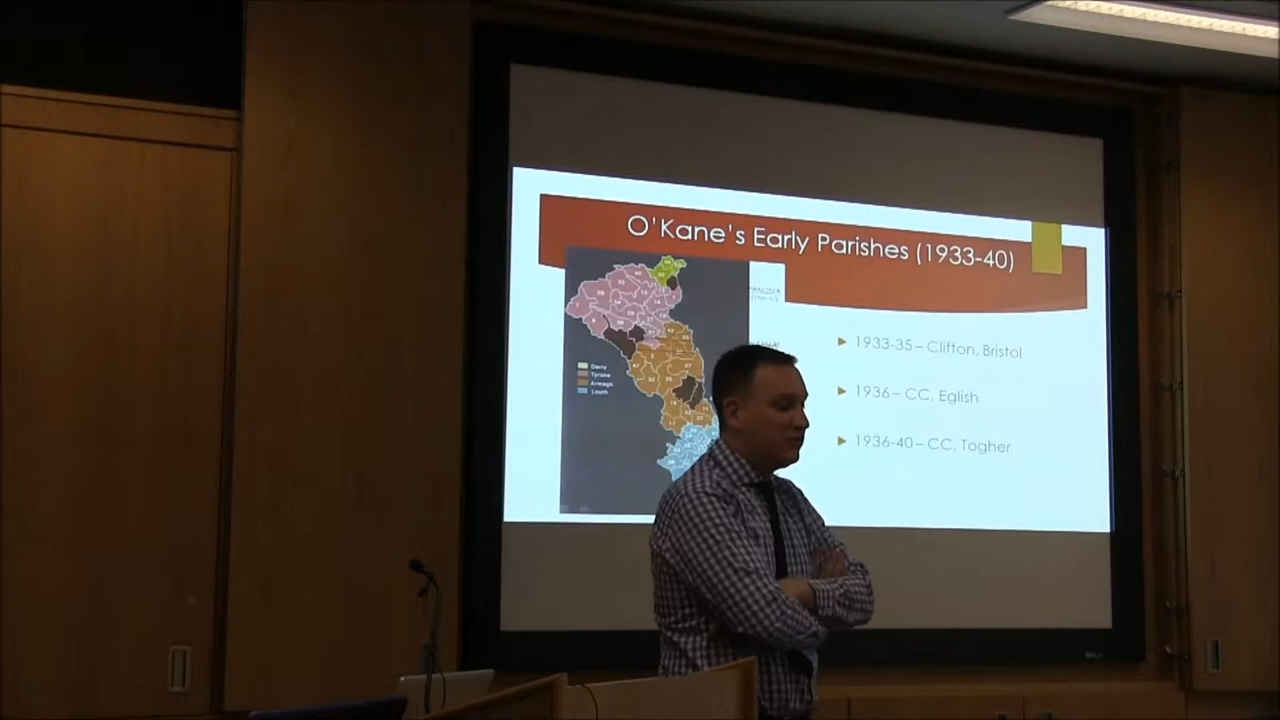 O'Kane's Early Parishes (1933-40)
Derry
Tyrone
Armagh
Louth
1933-35 – Clifton, Bristol
1936 – CC, Eglish
1936-40 – CC, Togher